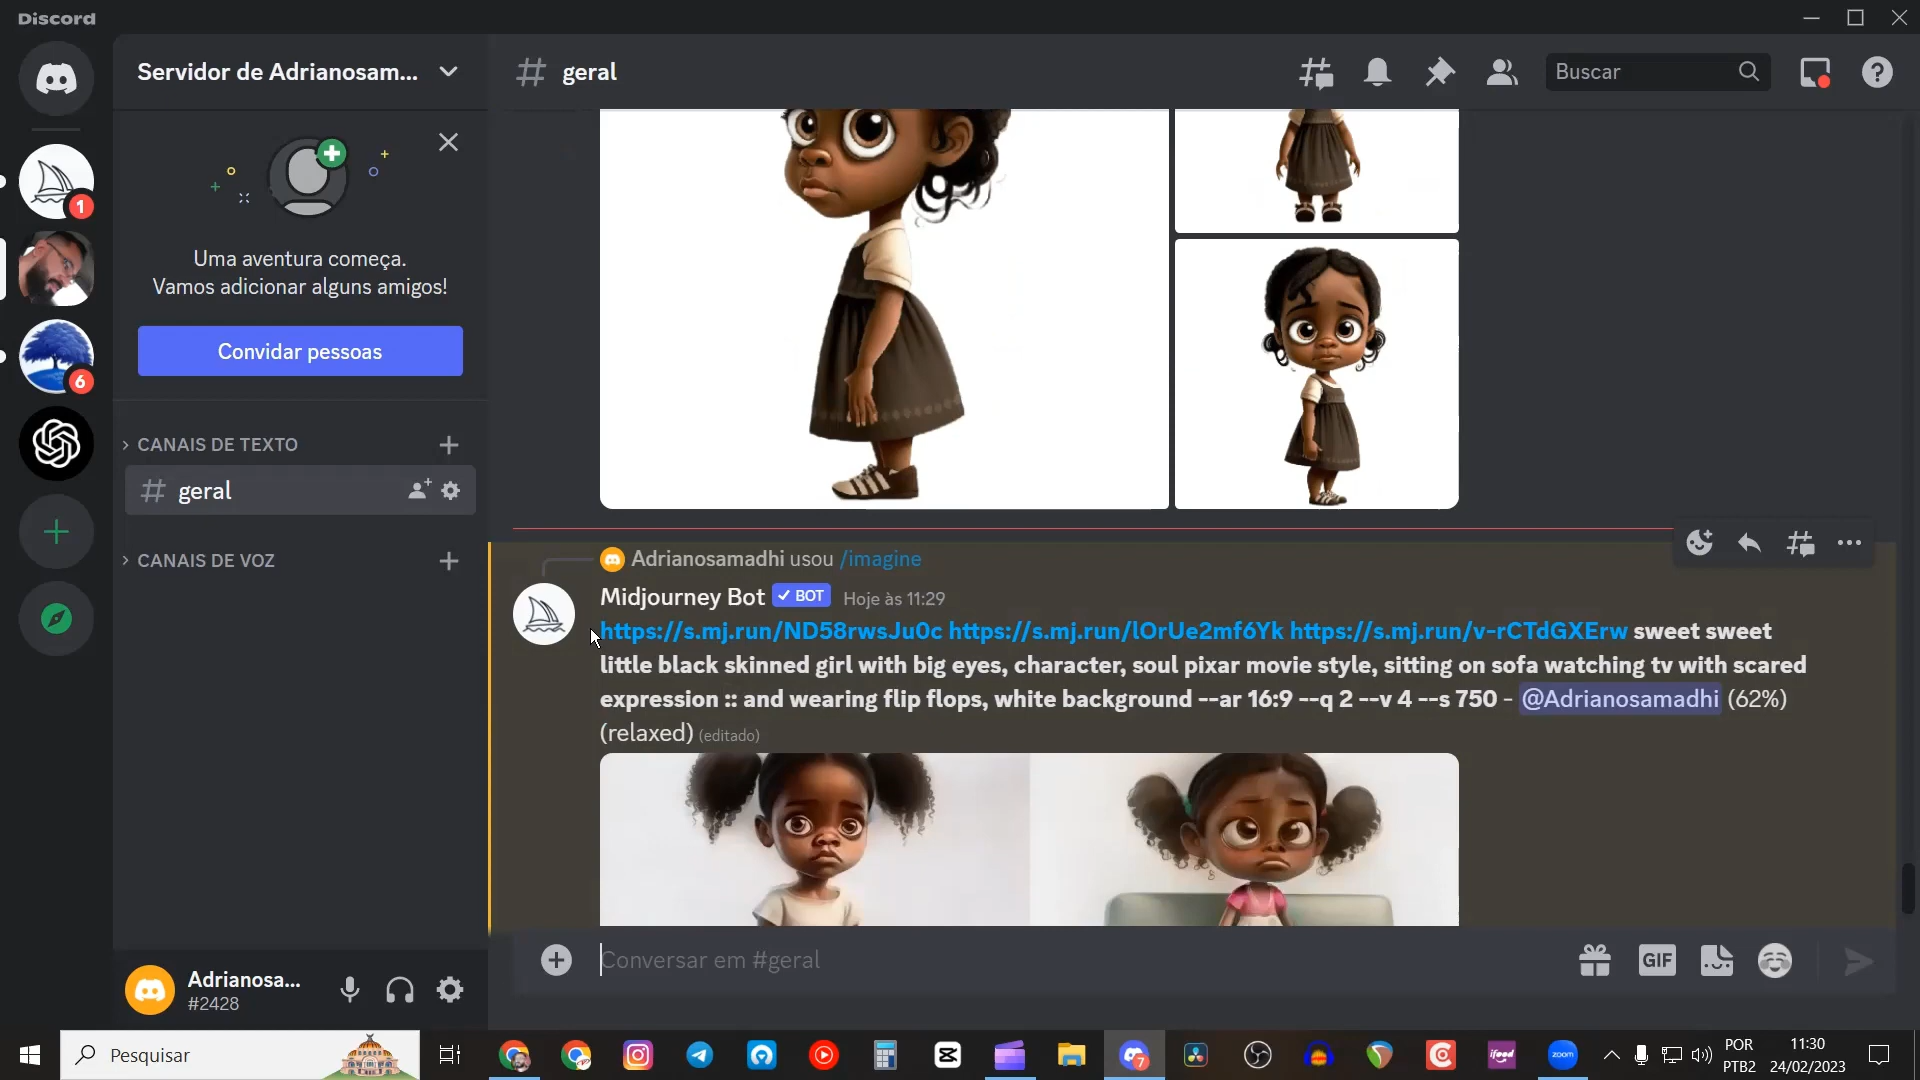 Discord
Servidor de Adrianosam...
geral
Buscar
1
6
Uma aventura começa.
Vamos adicionar alguns amigos!
Convidar pessoas
CANAIS DE TEXTO
geral
CANAIS DE VOZ
Adrianosamadhi usou /imagine
Midjourney Bot ✓ BOT Hoje às 11:29
https://s.mj.run/ND58rwsJu0c https://s.mj.run/lOrUe2mf6Yk https://s.mj.run/v-rCTdGXErw sweet sweet
little black skinned girl with big eyes, character, soul pixar movie style, sitting on sofa watching tv with scared
expression :: and wearing flip flops, white background --ar 16:9 --q 2 --v 4 --s 750 - @Adrianosamadhi (62%)
(relaxed) (editado)
Conversar em #geral
GIF
Adrianosa...
#2428
Pesquisar
7
ifood
zoom
POR
PTB2
11:30
24/02/2023